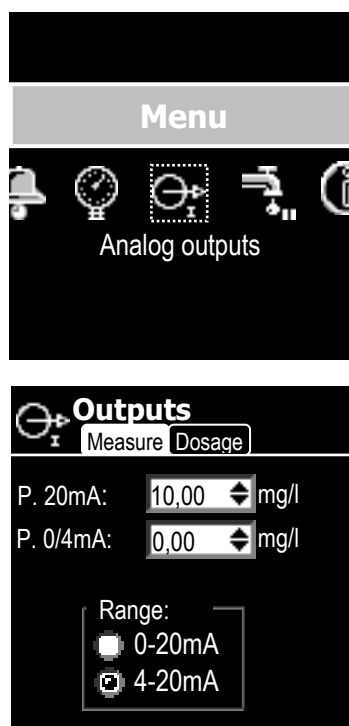 Menu
Analog outputs
Outputs
Measure Dosage
P. 20mA: 10,00 mg/l
P. 0/4mA: 0,00 mg/l
Range:
0-20mA
4-20mA